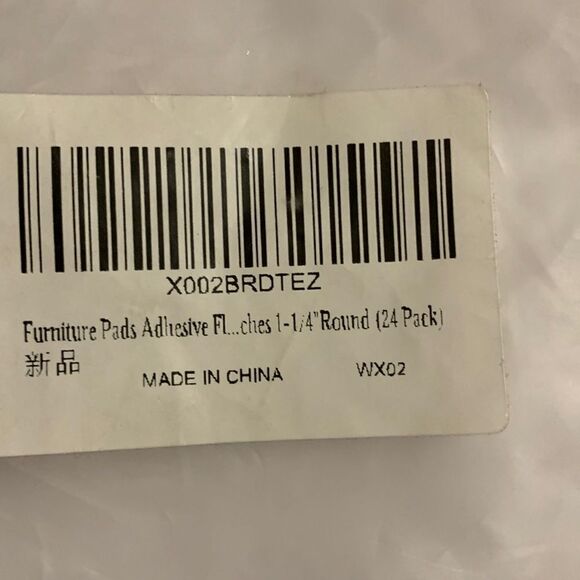 X002BRDTEZ
Furniture Pads Adhesive Fl...ches 1-1/4"Round (24 Pack)
新品
MADE IN CHINA WX02